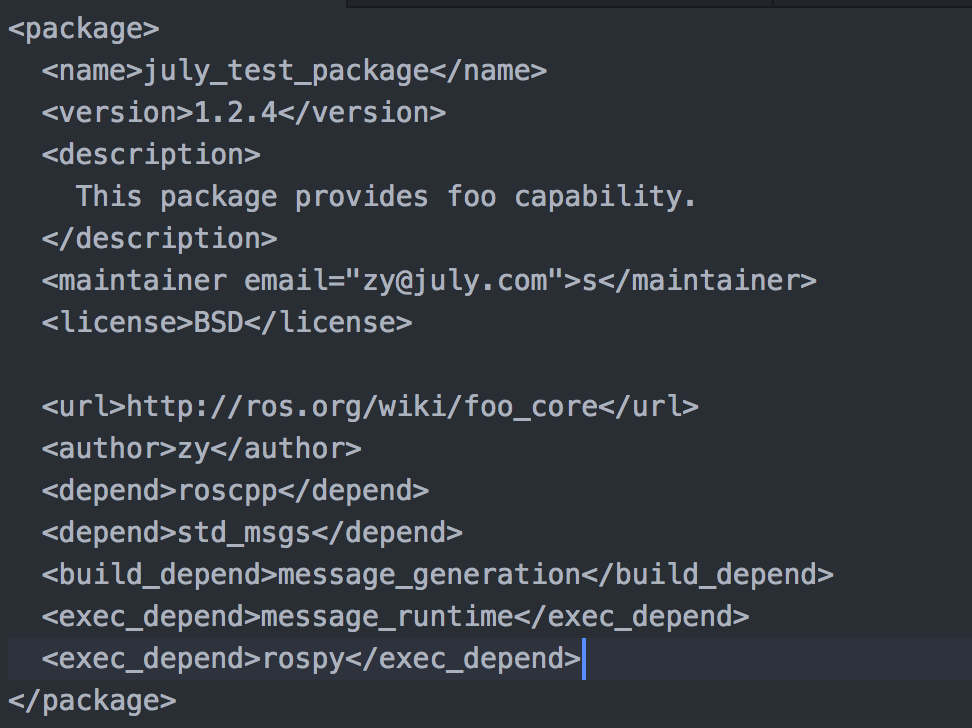 <package>
  <name>july_test_package</name>
  <version>1.2.4</version>
  <description>
    This package provides foo capability.
  </description>
  <maintainer email="zy@july.com">s</maintainer>
  <license>BSD</license>

  <url>http://ros.org/wiki/foo_core</url>
  <author>zy</author>
  <depend>roscpp</depend>
  <depend>std_msgs</depend>
  <build_depend>message_generation</build_depend>
  <exec_depend>message_runtime</exec_depend>
  <exec_depend>rospy</exec_depend>
</package>